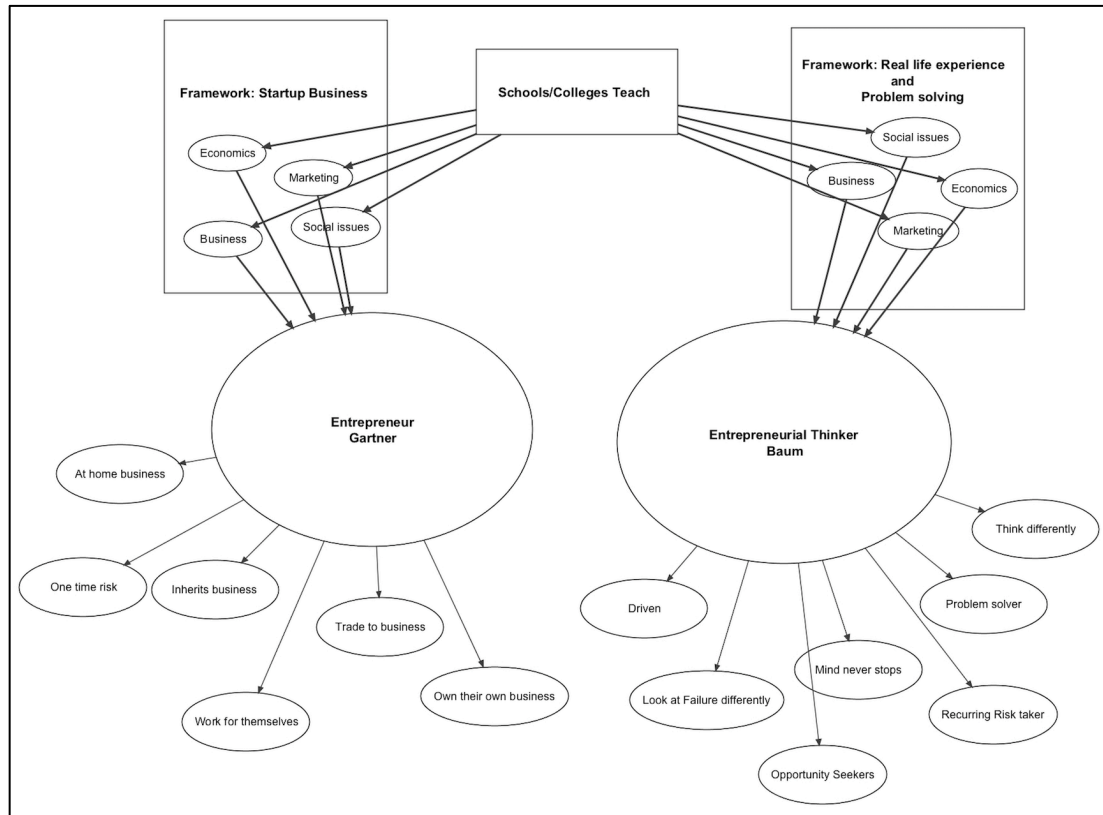 Framework: Startup Business
Economics
Marketing
Business
Social issues
Schools/Colleges Teach
Framework: Real life experience
and
Problem solving
Social issues
Business
Economics
Marketing
Entrepreneur
Gartner
At home business
One time risk
Inherits business
Trade to business
Work for themselves
Own their own business
Entrepreneurial Thinker
Baum
Think differently
Driven
Problem solver
Mind never stops
Look at Failure differently
Recurring Risk taker
Opportunity Seekers